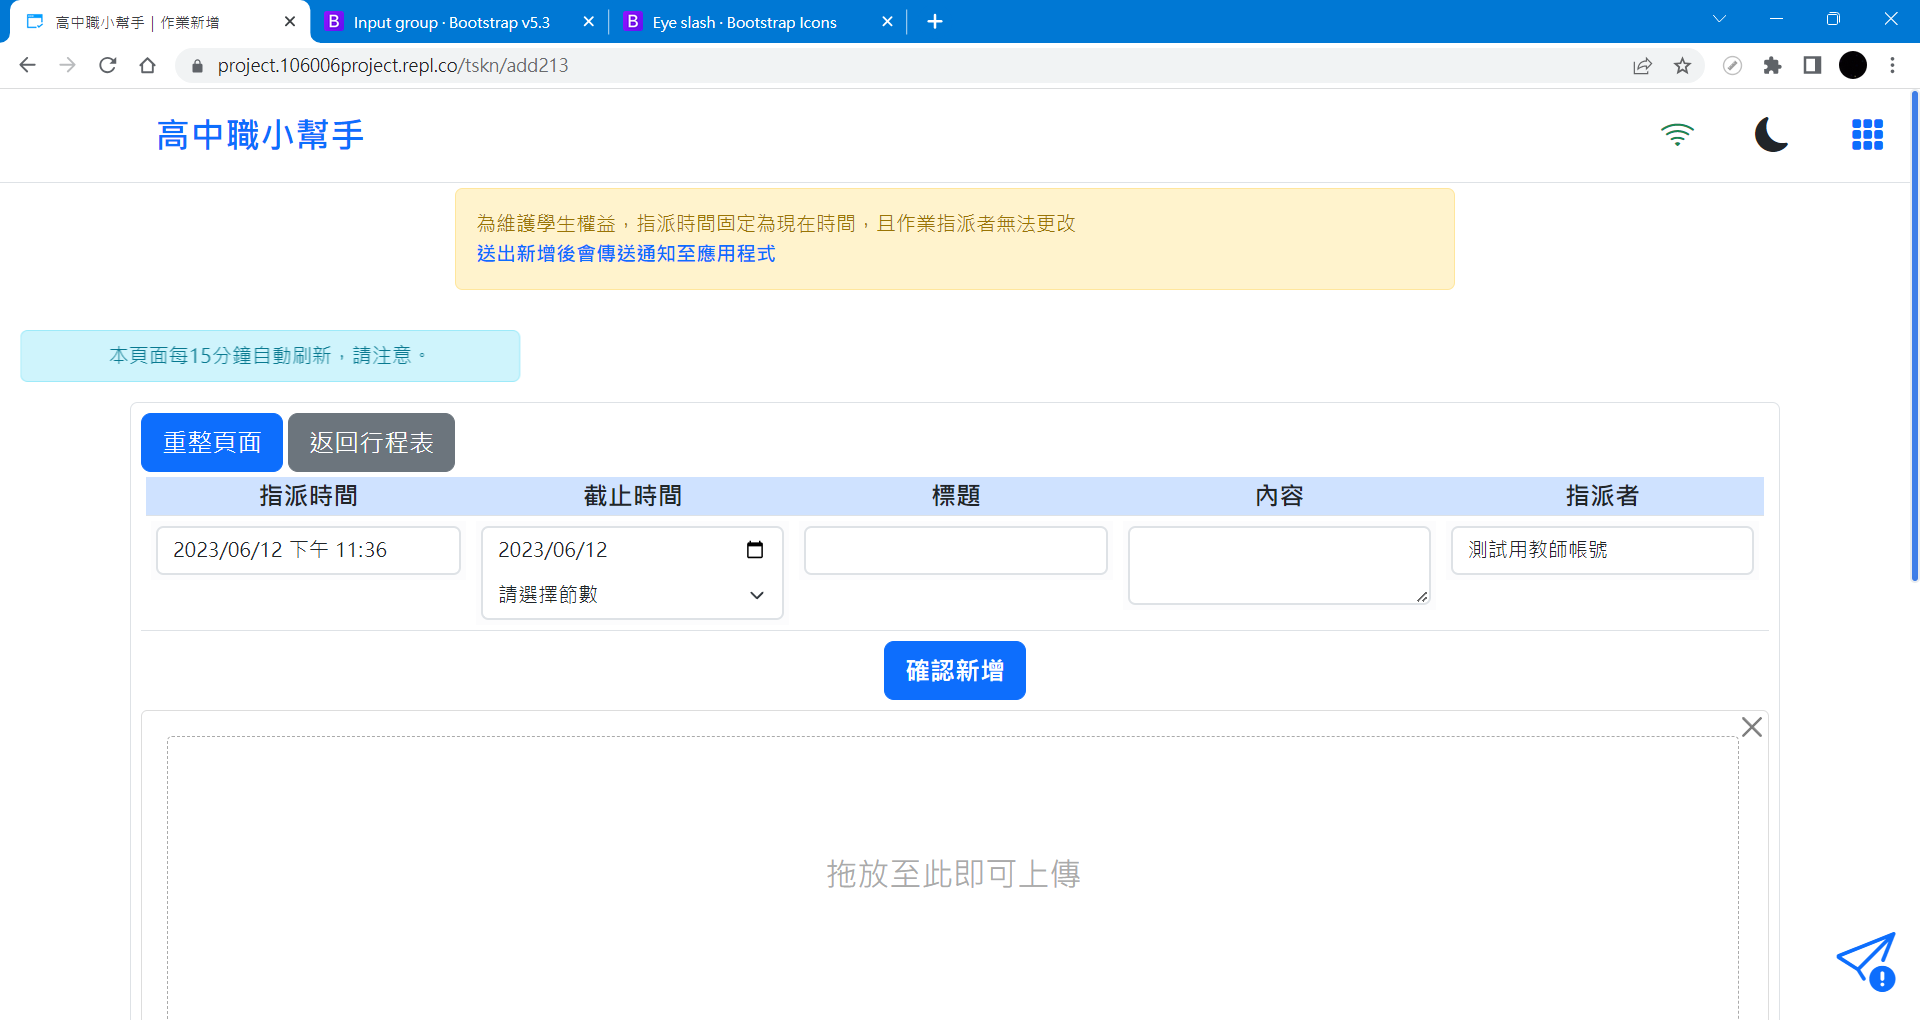 高中職小幫手 | 作業新增
Input group · Bootstrap v5.3
Eye slash · Bootstrap Icons
project.106006project.repl.co/tskn/add213
高中職小幫手
為維護學生權益，指派時間固定為現在時間，且作業指派者無法更改
送出新增後會傳送通知至應用程式
本頁面每15分鐘自動刷新，請注意。
重整頁面 返回行程表
指派時間 截止時間 標題 內容 指派者
2023/06/12 下午 11:36 2023/06/12 測試用教師帳號
請選擇節數
確認新增
拖放至此即可上傳